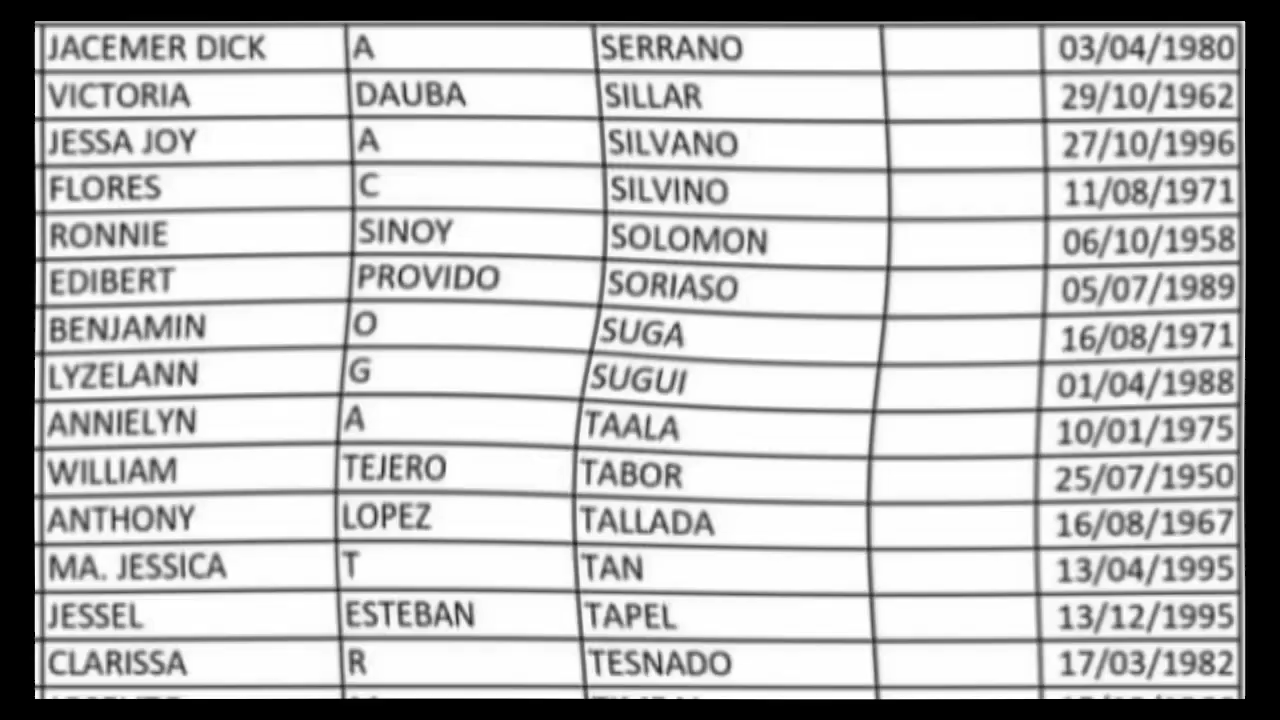 JACEMER DICK A SERRANO 03/04/1980
VICTORIA DAUBA SILLAR 29/10/1962
JESSA JOY A SILVANO 27/10/1996
FLORES C SILVINO 11/08/1971
RONNIE SINOY SOLOMON 06/10/1958
EDIBERT PROVIDO SORIASO 05/07/1989
BENJAMIN O SUGA 16/08/1971
LYZELANN G SUGUI 01/04/1988
ANNIELYN A TAALA 10/01/1975
WILLIAM TEJERO TABOR 25/07/1950
ANTHONY LOPEZ TALLADA 16/08/1967
MA. JESSICA T TAN 13/04/1995
JESSEL ESTEBAN TAPEL 13/12/1995
CLARISSA R TESNADO 17/03/1982